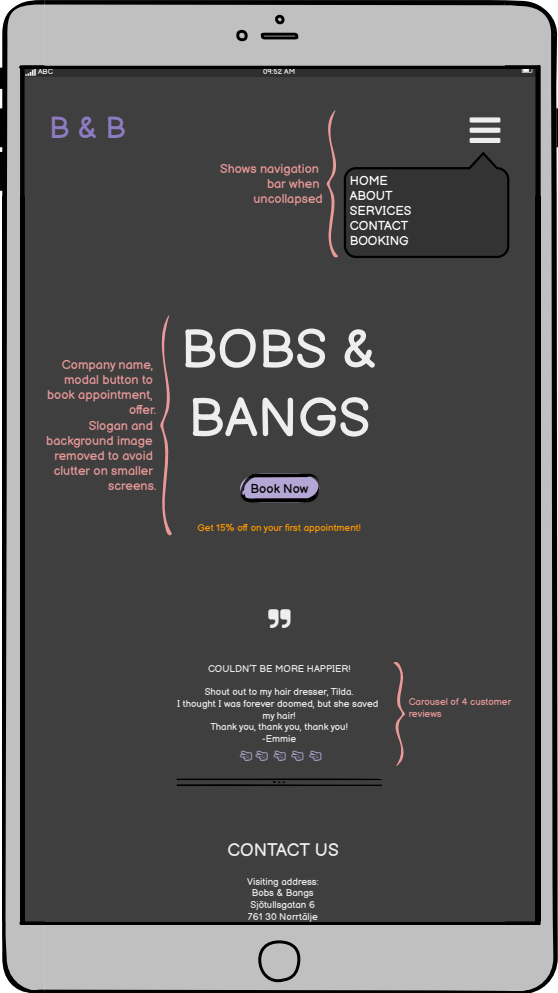 ABC
09:52 AM
B & B
Shows navigation
bar when
uncollapsed
HOME
ABOUT
SERVICES
CONTACT
BOOKING
BOBS &
BANGS
Company name,
modal button to
book appointment,
offer.
Slogan and
background image
removed to avoid
clutter on smaller
screens.
Book Now
Get 15% off on your first appointment!
”
COULDN'T BE MORE HAPPIER!
Shout out to my hair dresser, Tilda.
I thought I was forever doomed, but she saved
my hair!
Thank you, thank you, thank you!
-Emmie
Carousel of 4 customer
reviews
CONTACT US
Visiting address:
Bobs & Bangs
Sjötullsgatan 6
761 30 Norrtälje